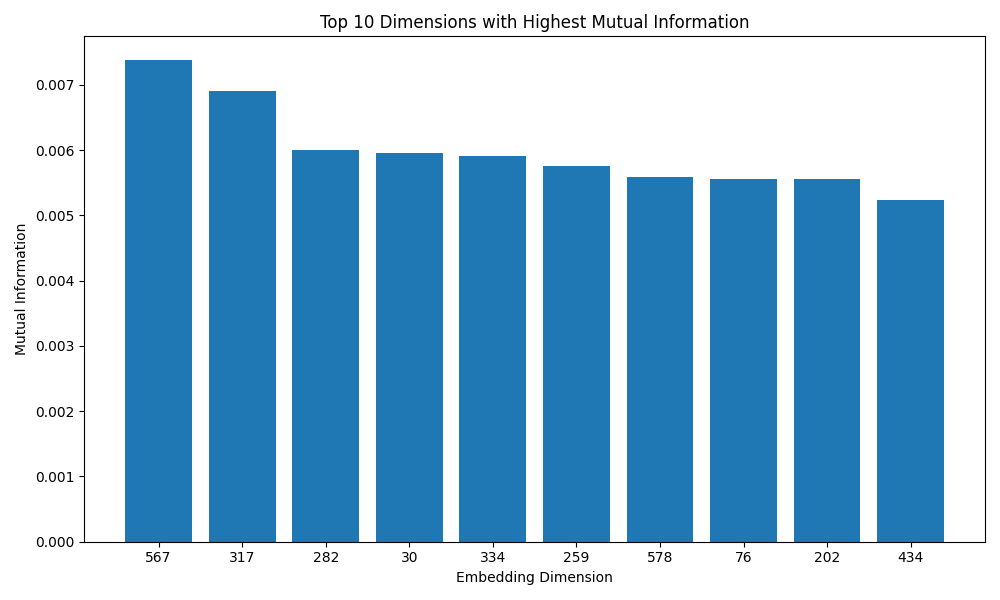 Top 10 Dimensions with Highest Mutual Information
Mutual Information
0.007
0.006
0.005
0.004
0.003
0.002
0.001
0.000
567 317 282 30 334 259 578 76 202 434
Embedding Dimension